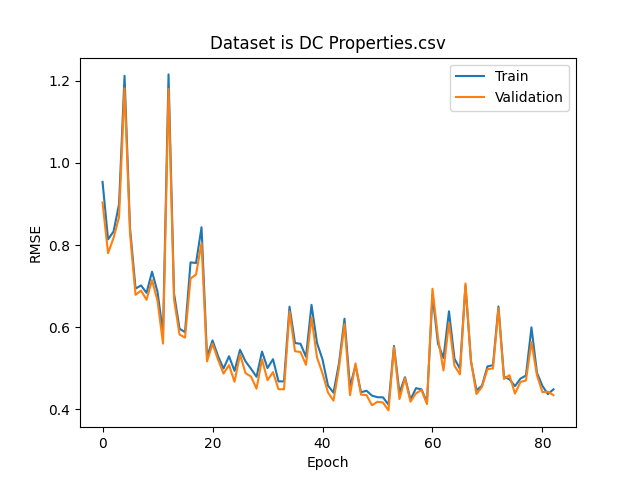 Dataset is DC Properties.csv
Train
Validation
RMSE
1.2
1.0
0.8
0.6
0.4
0
20
40
60
80
Epoch